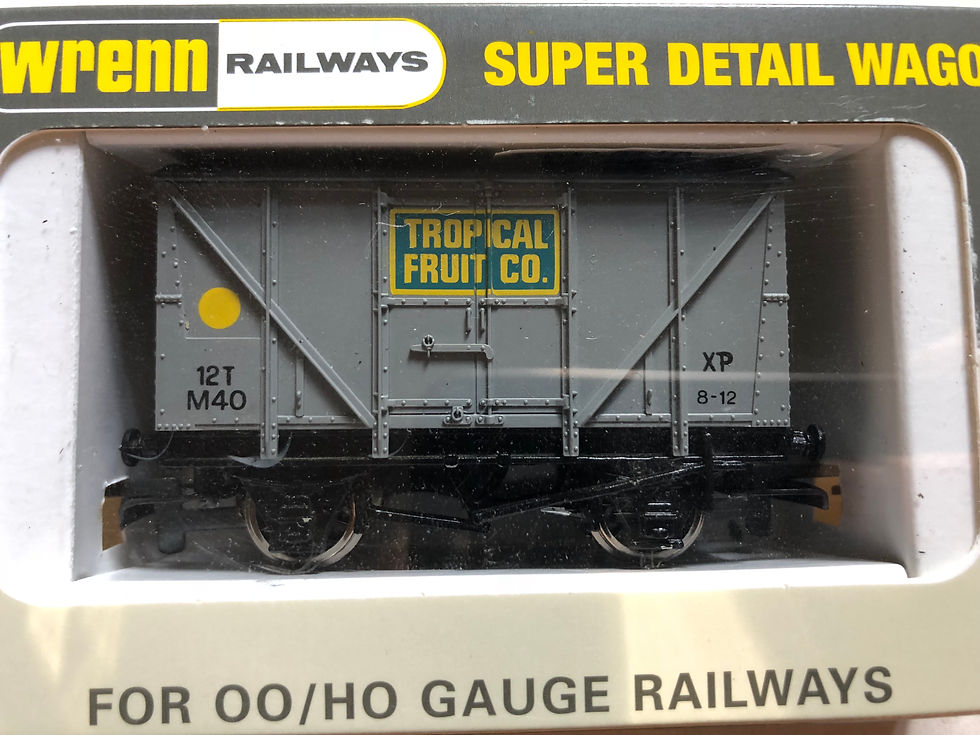 wrenn RAILWAYS SUPER DETAIL WAGO
TROPICAL
FRUIT CO.
12T
M40
XP
8-12
FOR OO/HO GAUGE RAILWAYS